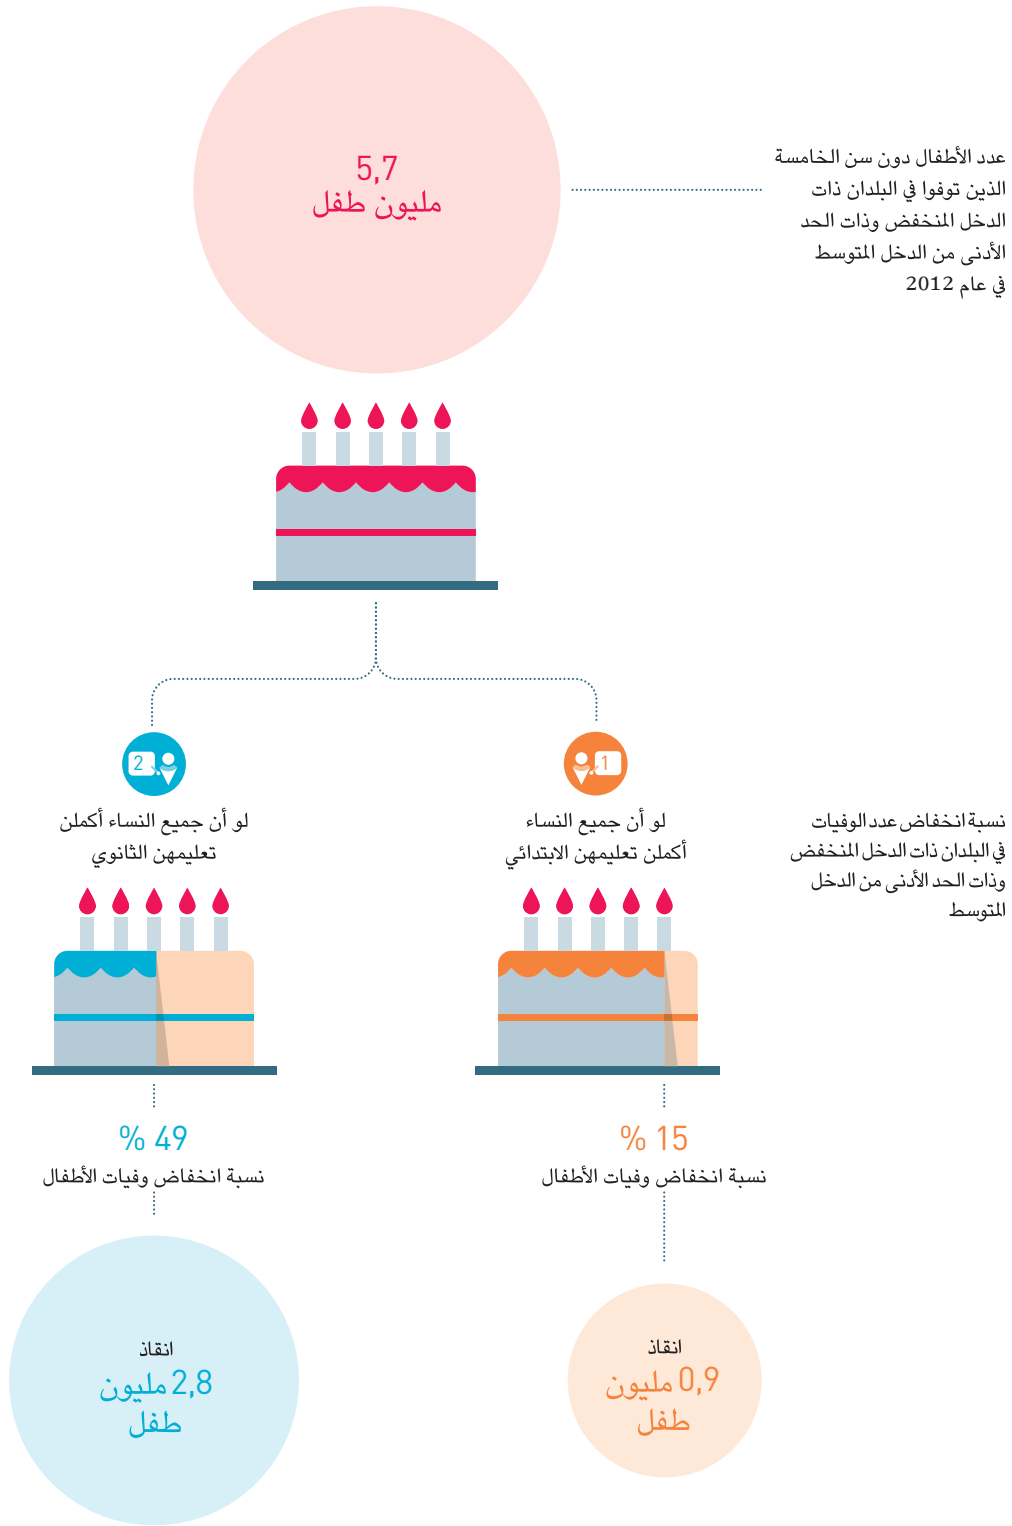 عدد الأطفال دون سن الخامسة
الذين توفوا في البلدان ذات
الدخل المنخفض وذات الحد
الأدنى من الدخل المتوسط
في عام 2012
5,7
مليون طفل
نسبة انخفاض عدد الوفيات
في البلدان ذات الدخل المنخفض
وذات الحد الأدنى من الدخل
المتوسط
1
لو أن جميع النساء
أكملن تعليمهن الابتدائي
15 %
نسبة انخفاض وفيات الأطفال
انقاذ
0,9 مليون
طفل
2
لو أن جميع النساء أكملن
تعليمهن الثانوي
49 %
نسبة انخفاض وفيات الأطفال
انقاذ
2,8 مليون
طفل